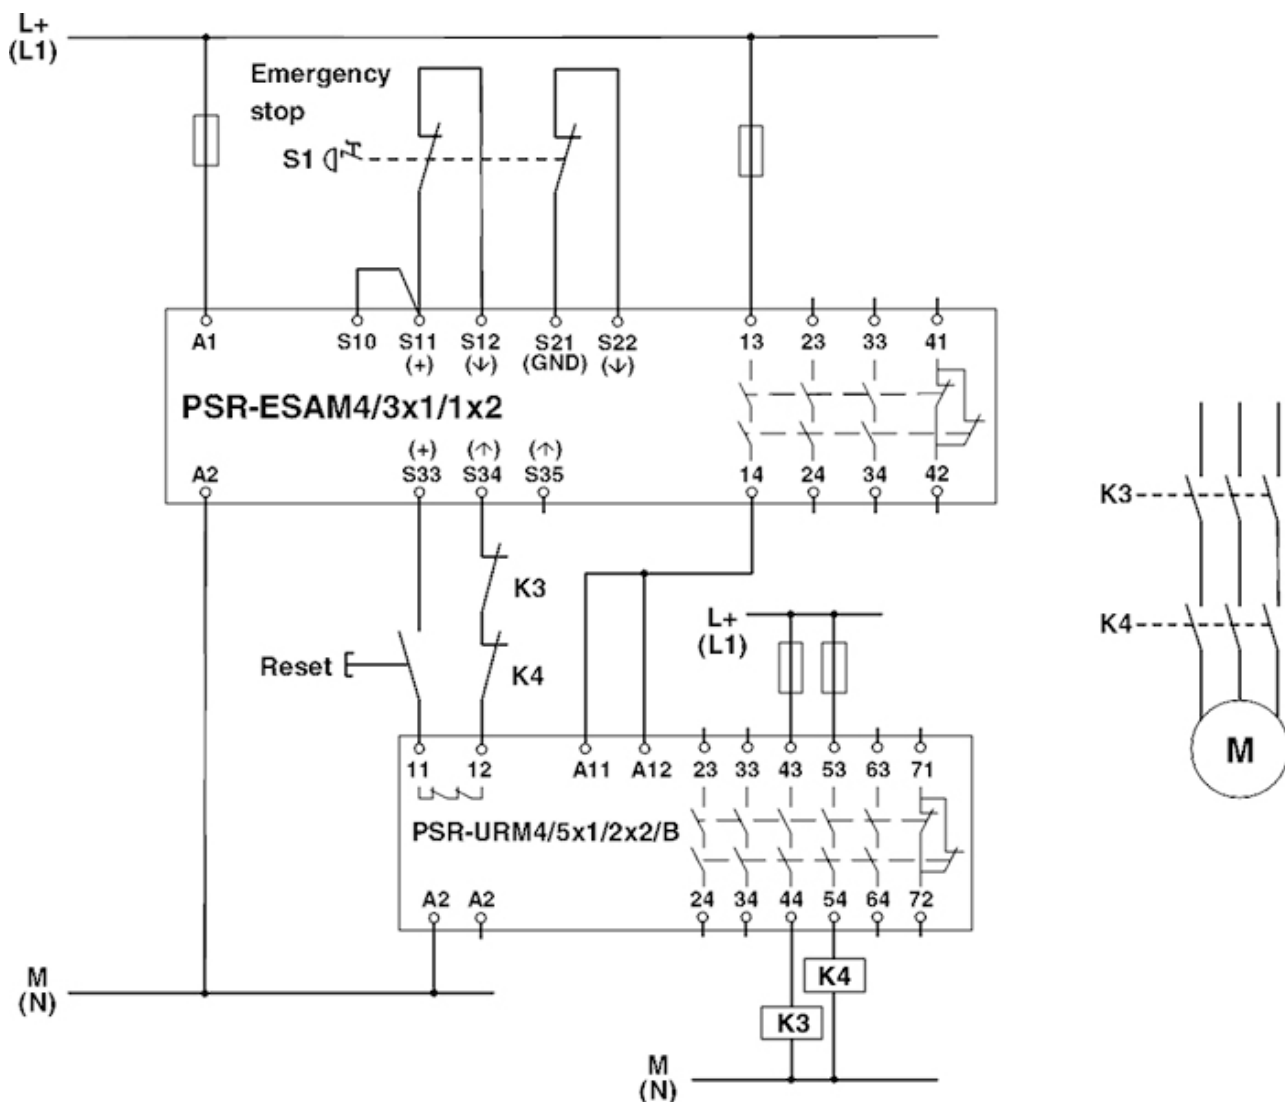 L+
(L1)
Emergency
stop
S1
A1 S10 S11 S12 S21 S22 13 23 33 41
(+) (↓) (GND) (↓)
PSR-ESAM4/3x1/1x2
(+) (↑) (↑)
A2 S33 S34 S35 14 24 34 42
K3
K3
L+
(L1)
K4
Reset
K4
M
11 12 A11 A12 23 33 43 53 63 71
PSR-URM4/5x1/2x2/B
A2 A2 24 34 44 54 64 72
M
(N)
K4
K3
M
(N)